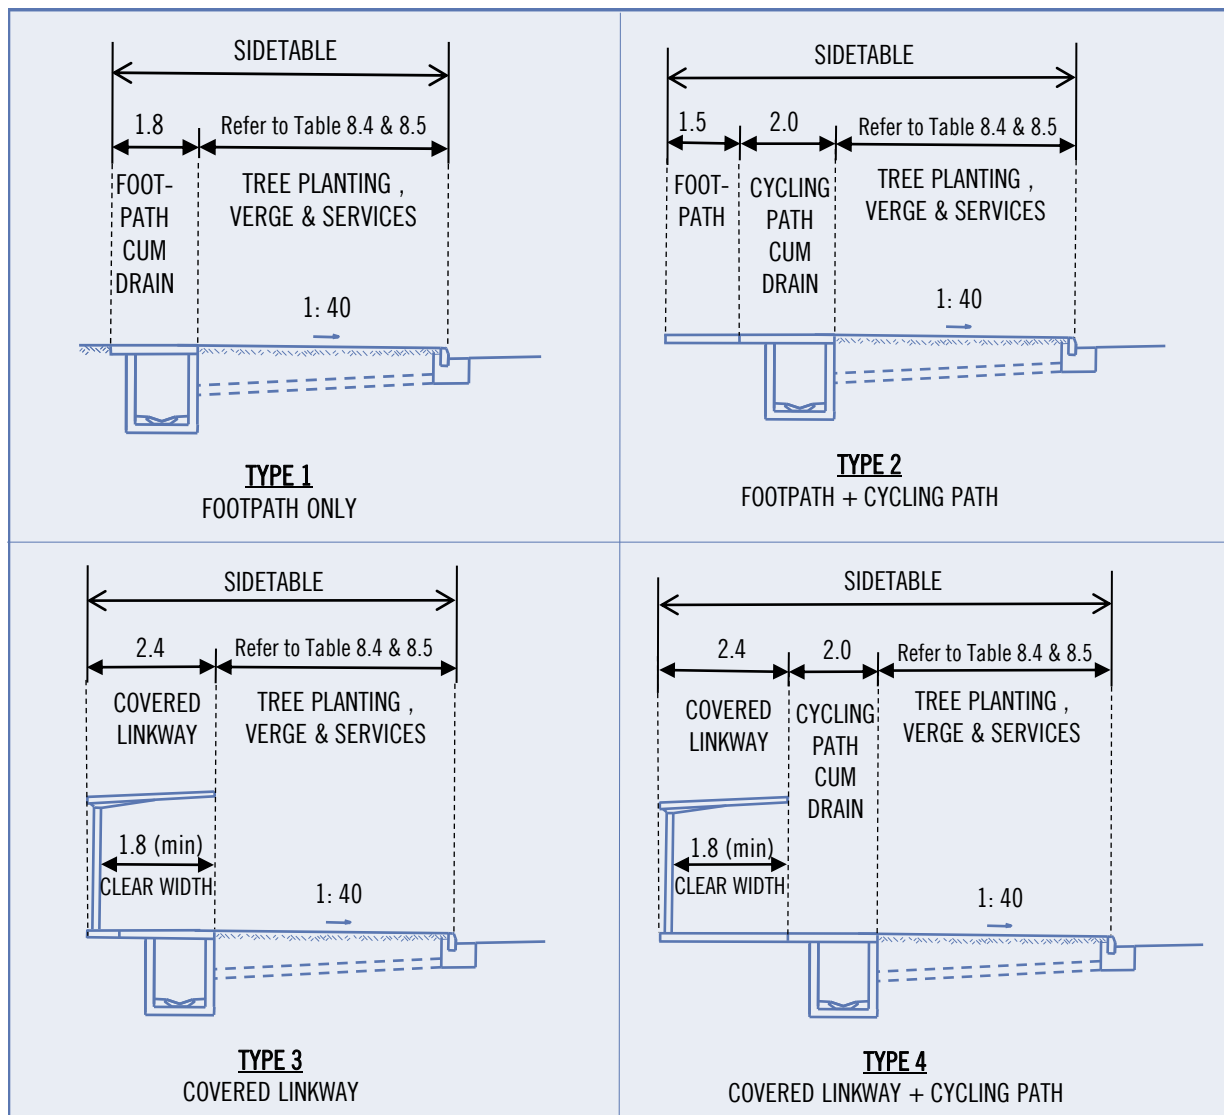 SIDETABLE
1.8
Refer to Table 8.4 & 8.5
FOOT-
PATH
CUM
DRAIN
TREE PLANTING ,
VERGE & SERVICES
1: 40
TYPE 1
FOOTPATH ONLY
SIDETABLE
1.5
2.0
Refer to Table 8.4 & 8.5
FOOT-
PATH
CYCLING
PATH
CUM
DRAIN
TREE PLANTING ,
VERGE & SERVICES
1: 40
TYPE 2
FOOTPATH + CYCLING PATH
SIDETABLE
2.4
Refer to Table 8.4 & 8.5
COVERED
LINKWAY
TREE PLANTING ,
VERGE & SERVICES
1.8 (min)
CLEAR WIDTH
1: 40
TYPE 3
COVERED LINKWAY
SIDETABLE
2.4
2.0
Refer to Table 8.4 & 8.5
COVERED
LINKWAY
CYCLING
PATH
CUM
DRAIN
TREE PLANTING ,
VERGE & SERVICES
1.8 (min)
CLEAR WIDTH
1: 40
TYPE 4
COVERED LINKWAY + CYCLING PATH